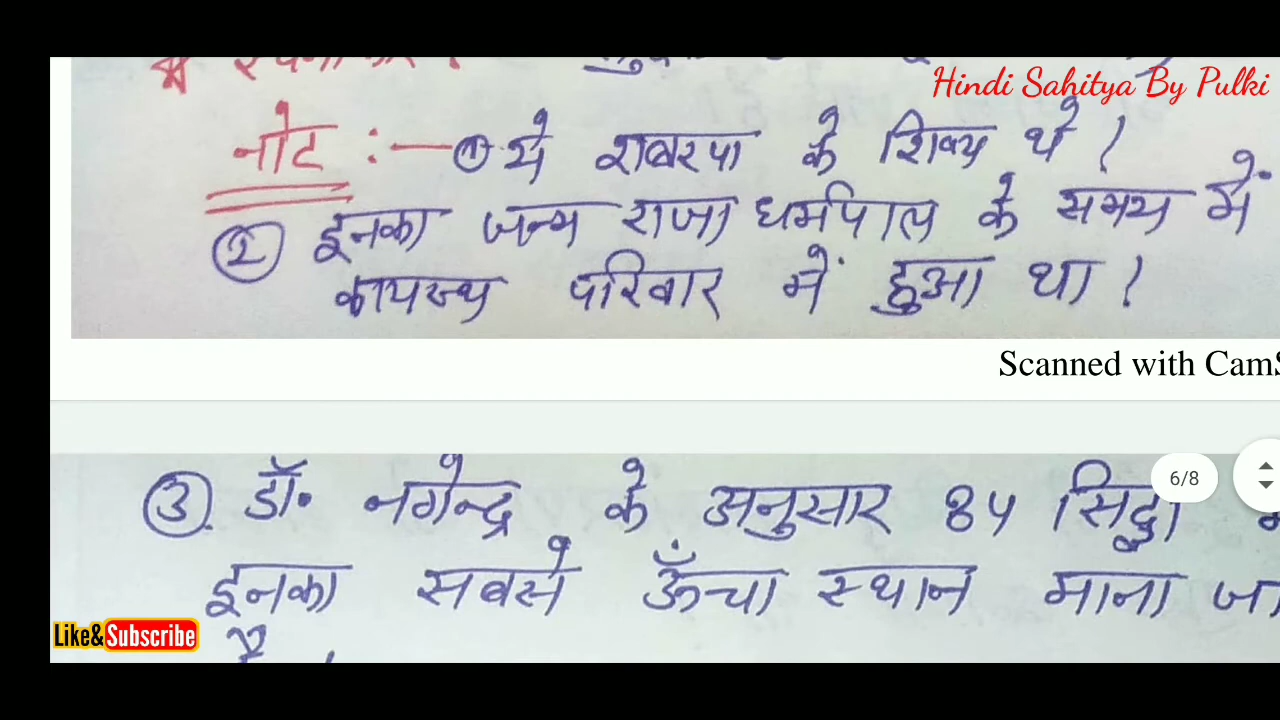 Hindi Sahitya By Pulki
नोट :— ① ये शबरपा के शिष्य थे।
② इनका जन्म राजा धर्मपाल के समय में
कायस्थ परिवार में हुआ था।
Scanned with CamS
③ डॉ. नगेन्द्र के अनुसार 84 सिद्धो
6/8
इनका सबसे ऊँचा स्थान माना जा
Like&Subscribe